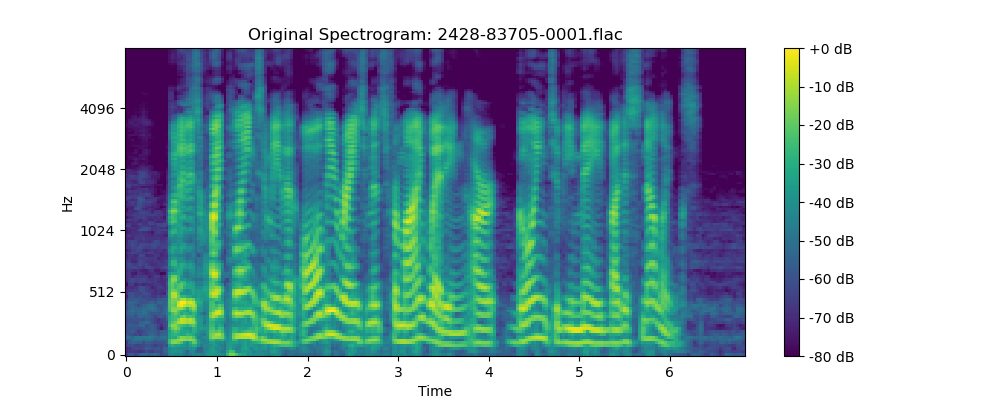 Original Spectrogram: 2428-83705-0001.flac
Hz
4096
2048
1024
512
0
0 1 2 3 4 5 6
Time
+0 dB
-10 dB
-20 dB
-30 dB
-40 dB
-50 dB
-60 dB
-70 dB
-80 dB